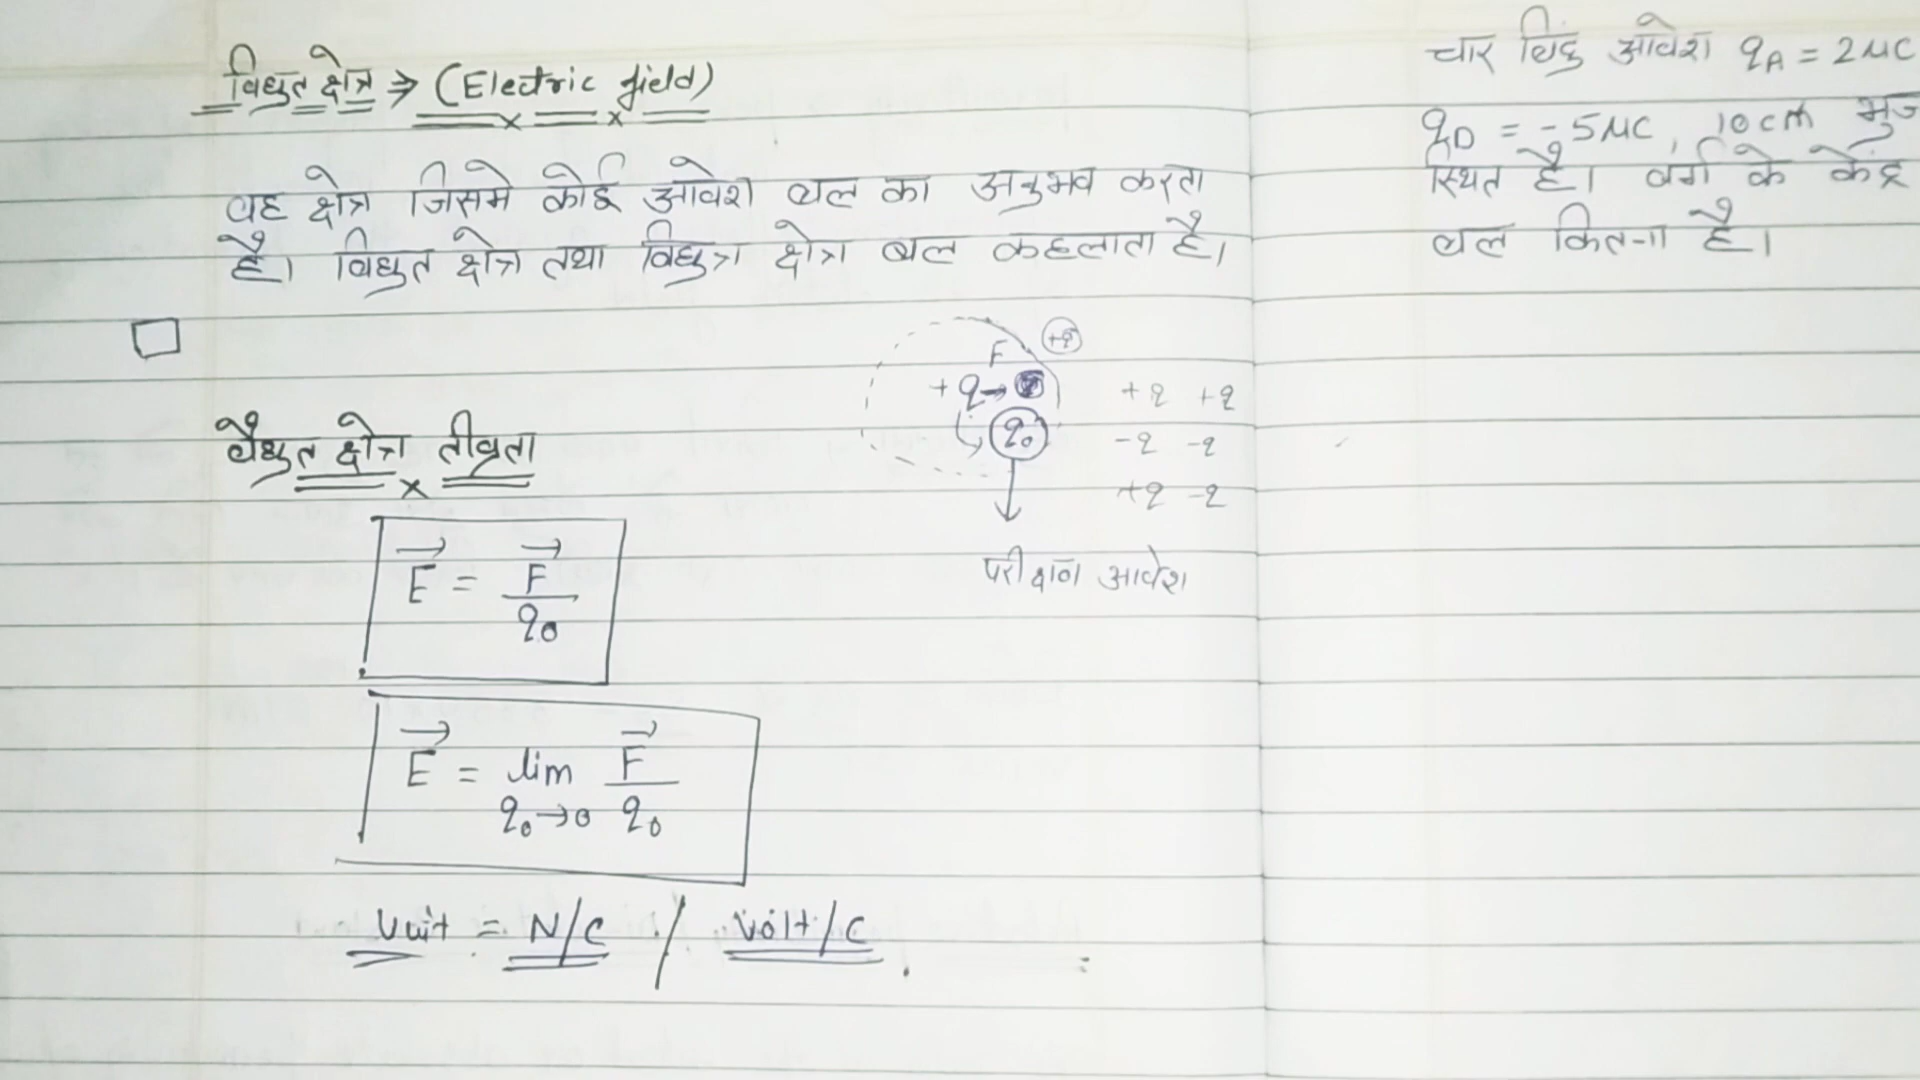 विद्युत क्षेत्र ⇒ (Electric field)
वह क्षेत्र जिसमे कोई आवेश बल का अनुभव करता
है। विद्युत क्षेत्र तथा विद्युत्र क्षेत्र बल कहलाता है।
F +q
+q→
q₀
+q +q
-q -q
+q -q
परीक्षण आवेश
वैद्युत क्षेत्र तीव्रता
E = F/q₀
E = lim q₀→0 F/q₀
Unit = N/C / Volt/C
चार बिंदु आवेश qA = 2μC
qD = -5μC, 10cm भुज
स्थित है। वर्ग के केंद्र
बल कितना है।